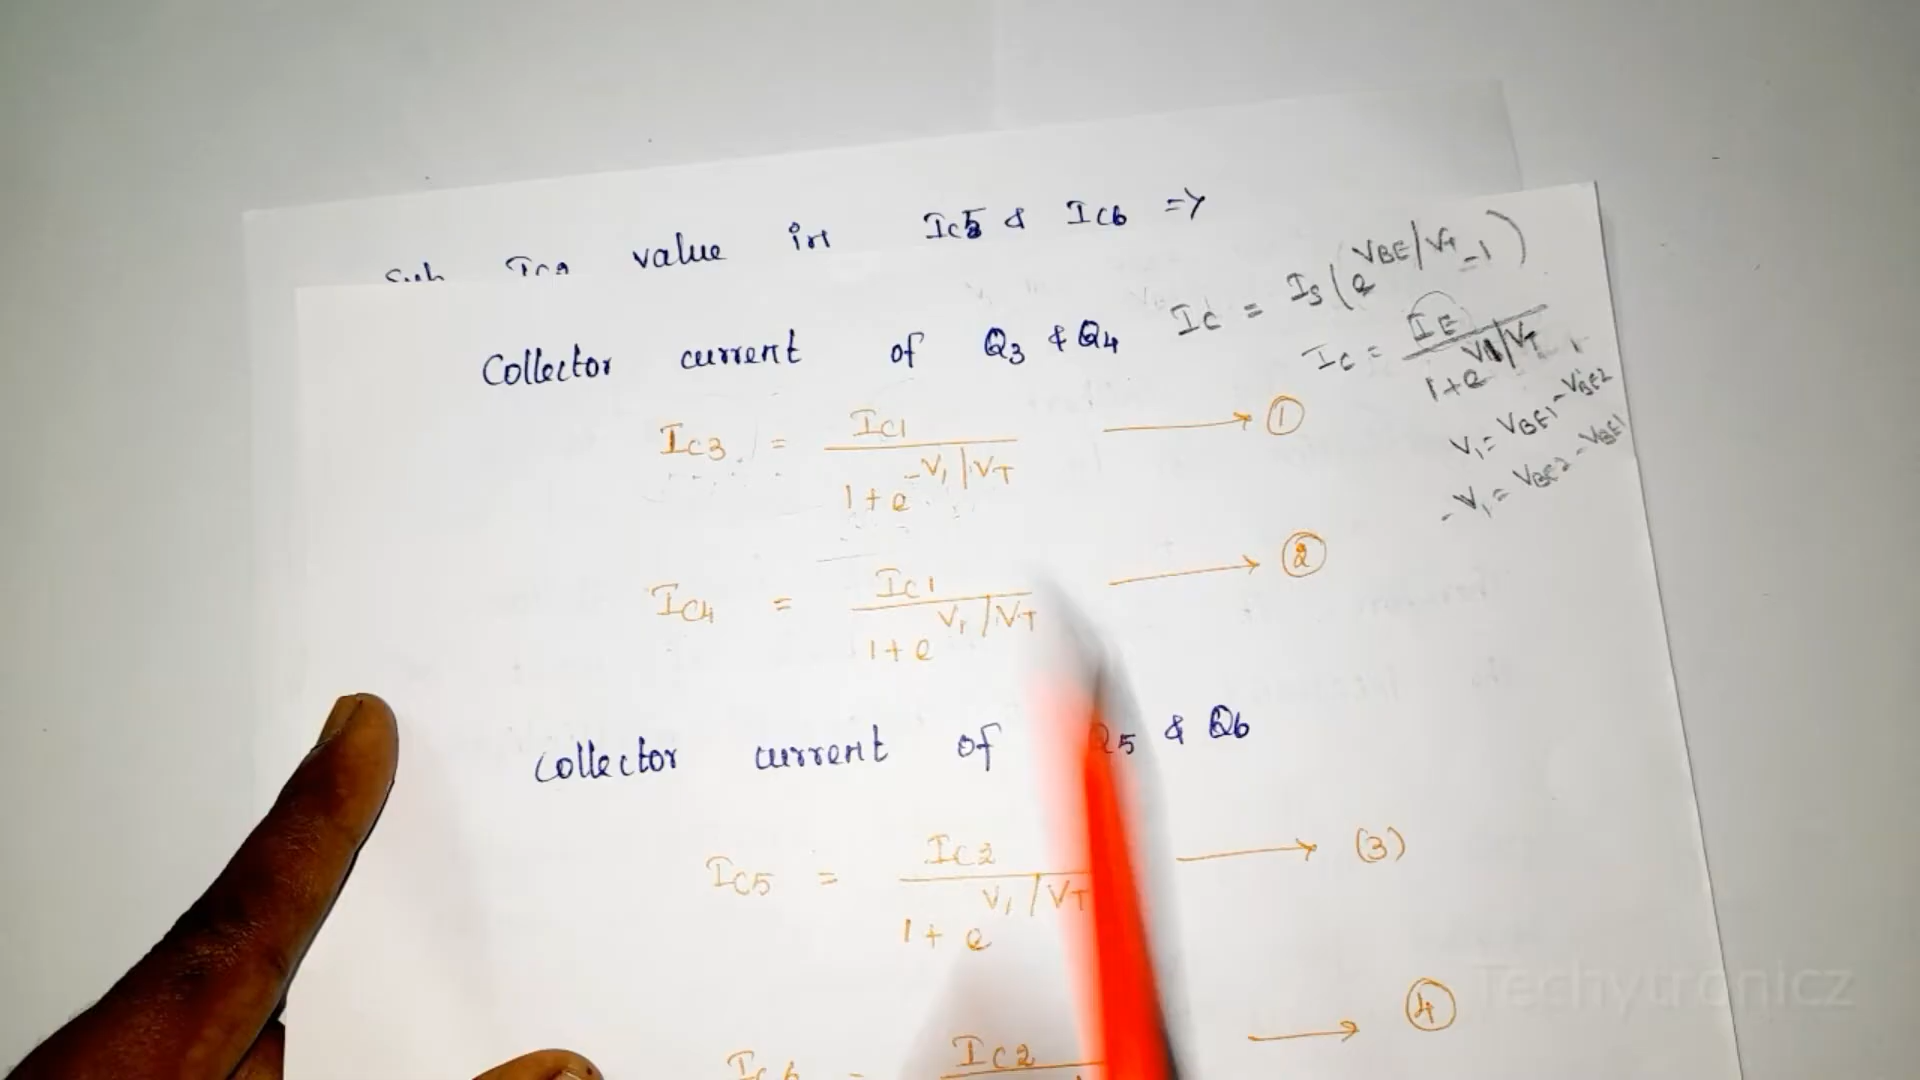 value in IC5 & IC6 =>
IC = IS (e^VBE/VT -1)
Collector current of Q3 & Q4
IC = IE / 1+e^V1/VT
V1 = VBE1 - VBE2
-V1 = VBE2 - VBE1
IC3 = IC1 / 1+e^-V1/VT → ①
IC4 = IC1 / 1+e^V1/VT → ②
Collector current of Q5 & Q6
IC5 = IC2 / 1+e^V1/VT → (3)
IC6 = IC2 → ④
Techytronicz